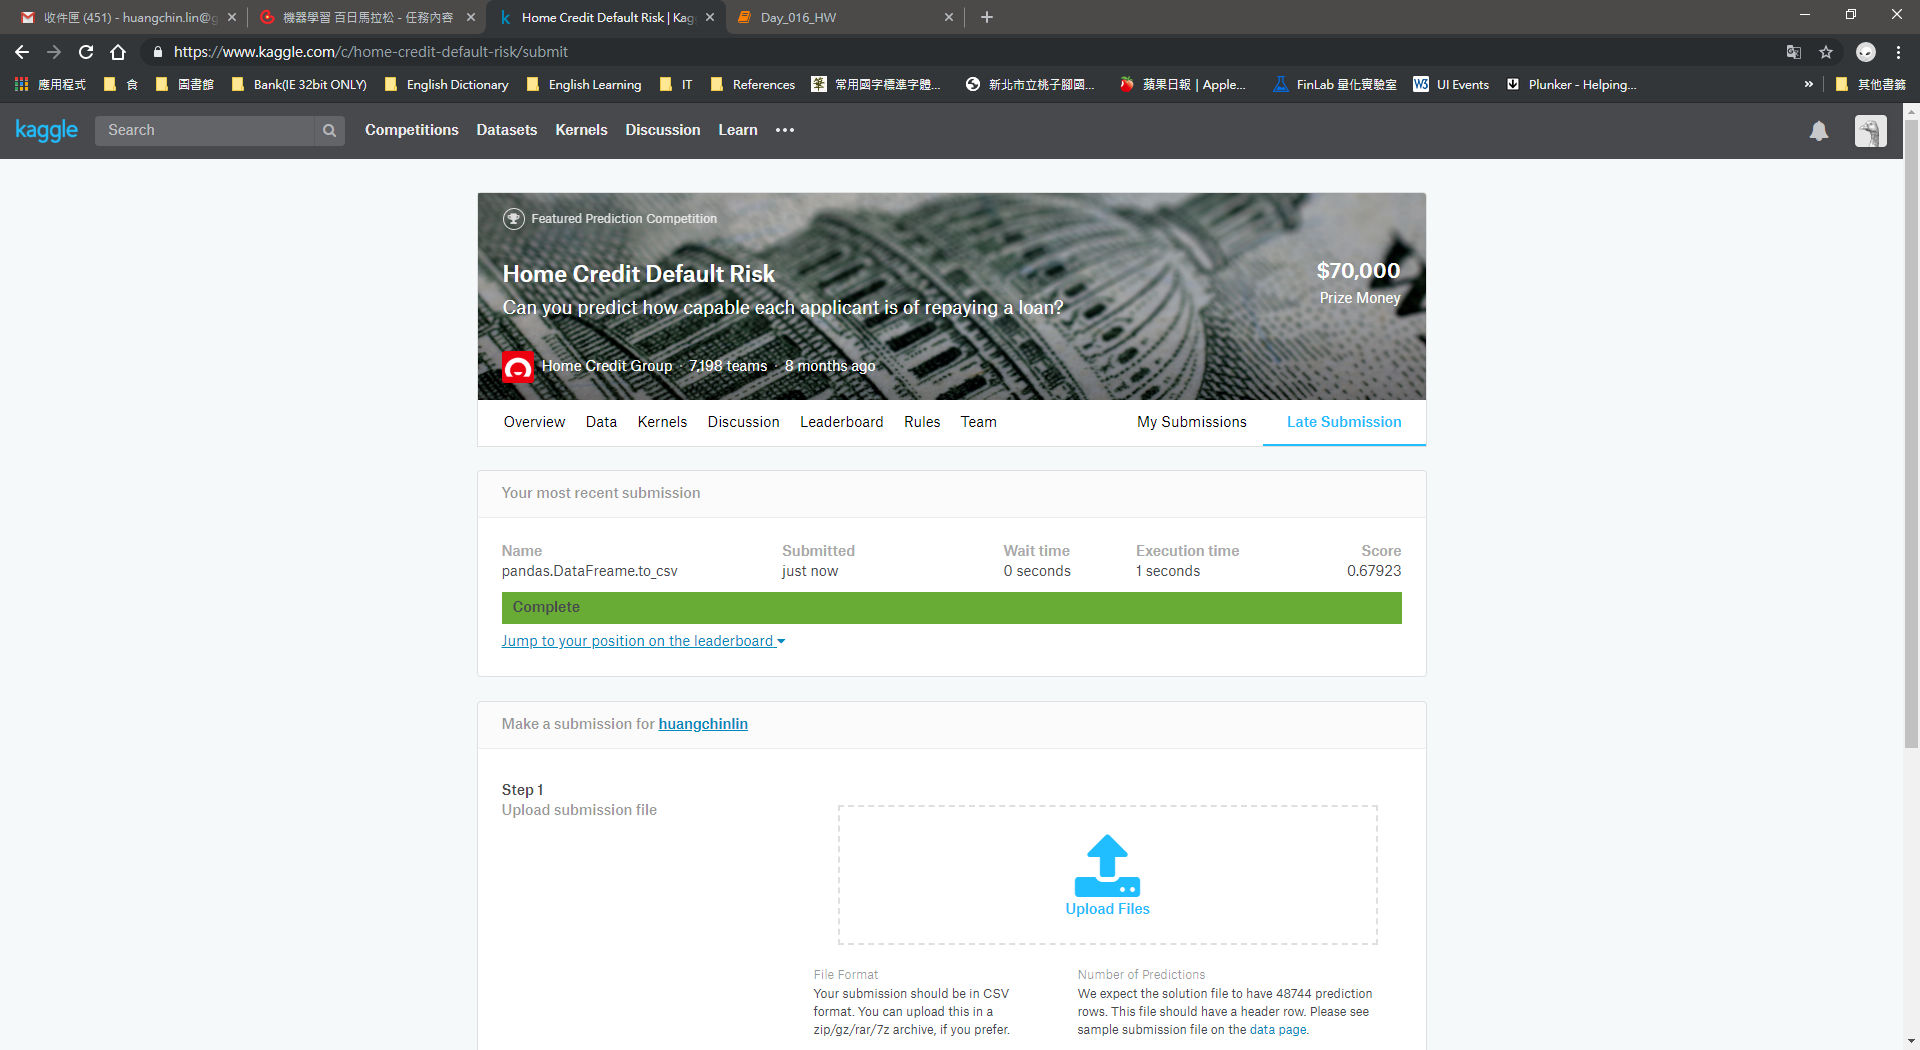 收件匣 (451) - huangchin.lin@g
機器學習 百日馬拉松 - 任務內容
Home Credit Default Risk | Kag
Day_016_HW
https://www.kaggle.com/c/home-credit-default-risk/submit
應用程式
食
圖書館
Bank(IE 32bit ONLY)
English Dictionary
English Learning
IT
References
常用國字標準字體...
新北市立桃子腳國...
蘋果日報 | Apple...
FinLab 量化實驗室
UI Events
Plunker - Helping...
»
其他書籤
kaggle
Search
Competitions
Datasets
Kernels
Discussion
Learn
Featured Prediction Competition
Home Credit Default Risk
Can you predict how capable each applicant is of repaying a loan?
$70,000
Prize Money
Home Credit Group · 7,198 teams · 8 months ago
Overview
Data
Kernels
Discussion
Leaderboard
Rules
Team
My Submissions
Late Submission
Your most recent submission
Name
Submitted
Wait time
Execution time
Score
pandas.DataFreame.to_csv
just now
0 seconds
1 seconds
0.67923
Complete
Jump to your position on the leaderboard
Make a submission for huangchinlin
Step 1
Upload submission file
Upload Files
File Format
Your submission should be in CSV
format. You can upload this in a
zip/gz/rar/7z archive, if you prefer.
Number of Predictions
We expect the solution file to have 48744 prediction
rows. This file should have a header row. Please see
sample submission file on the data page.